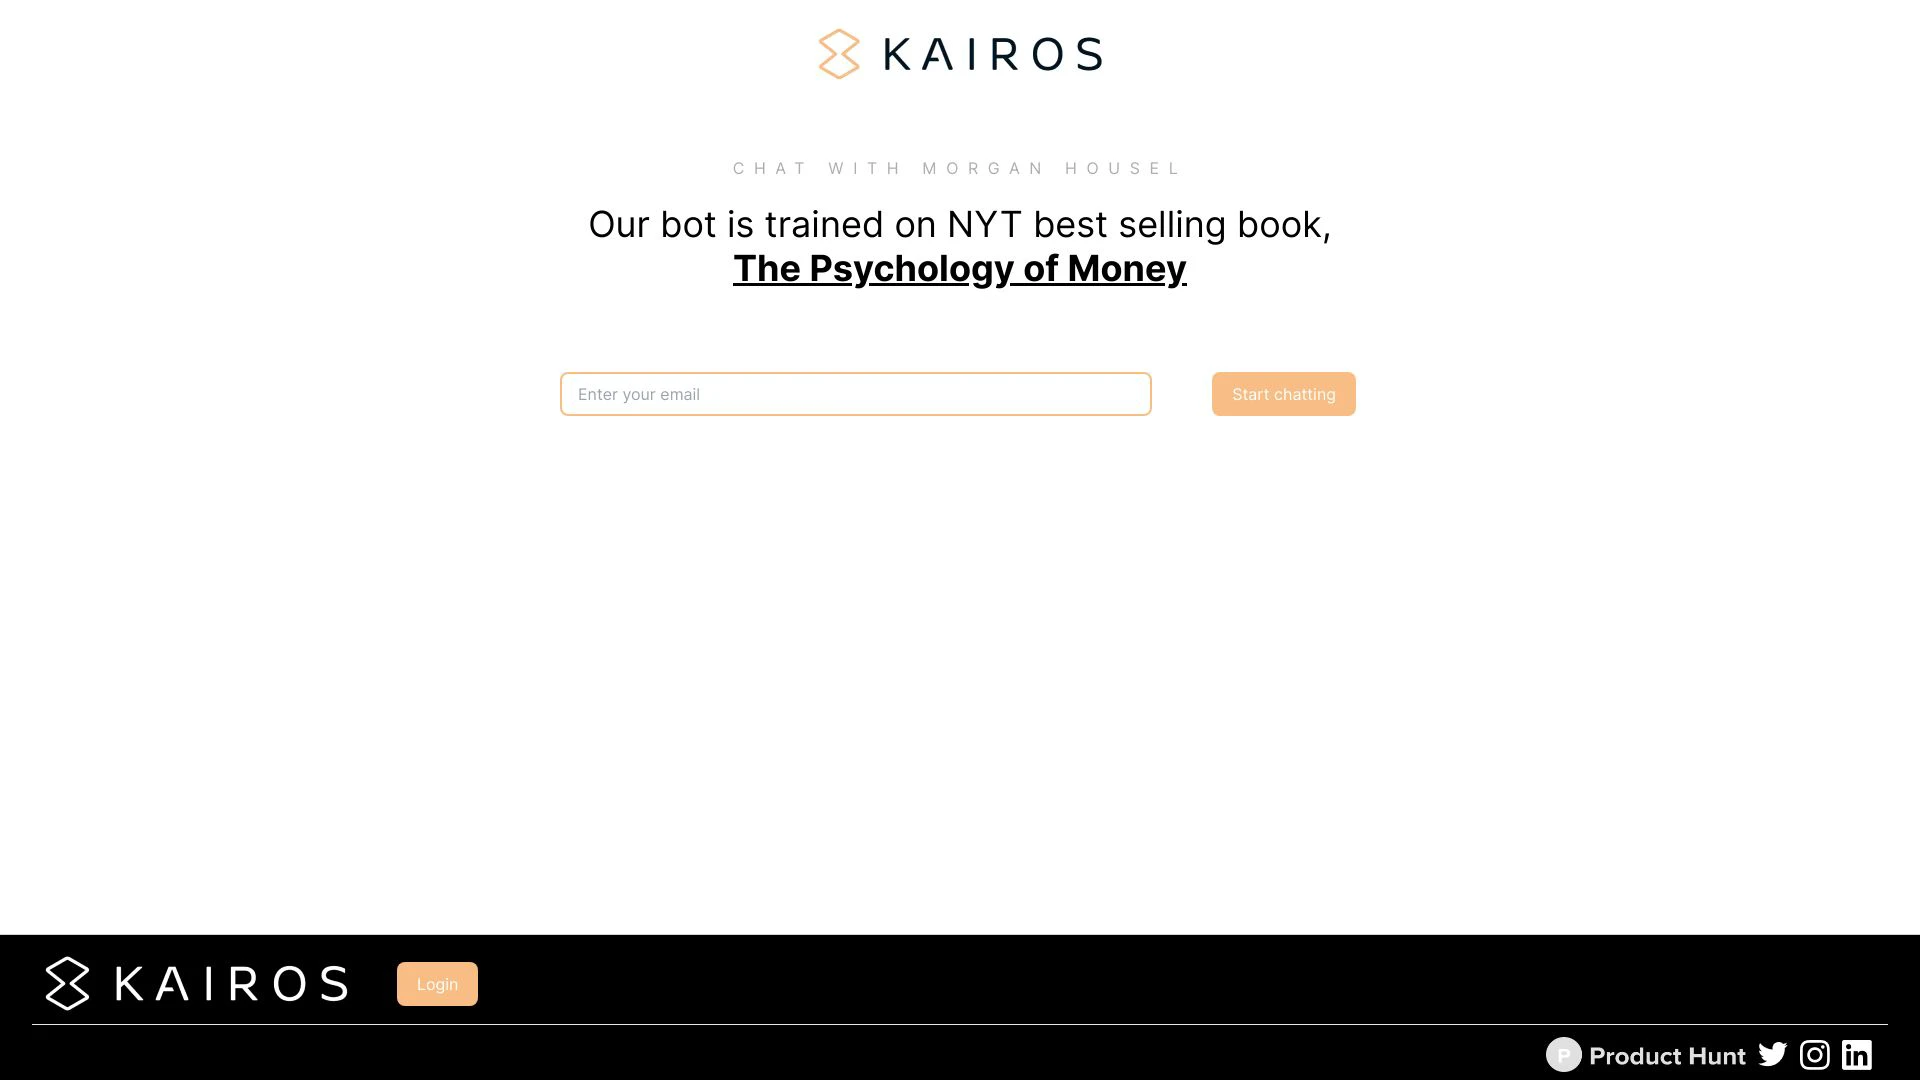 KAIROS
CHAT WITH MORGAN HOUSEL
Our bot is trained on NYT best selling book,
The Psychology of Money
Enter your email
Start chatting
KAIROS
Login
P Product Hunt